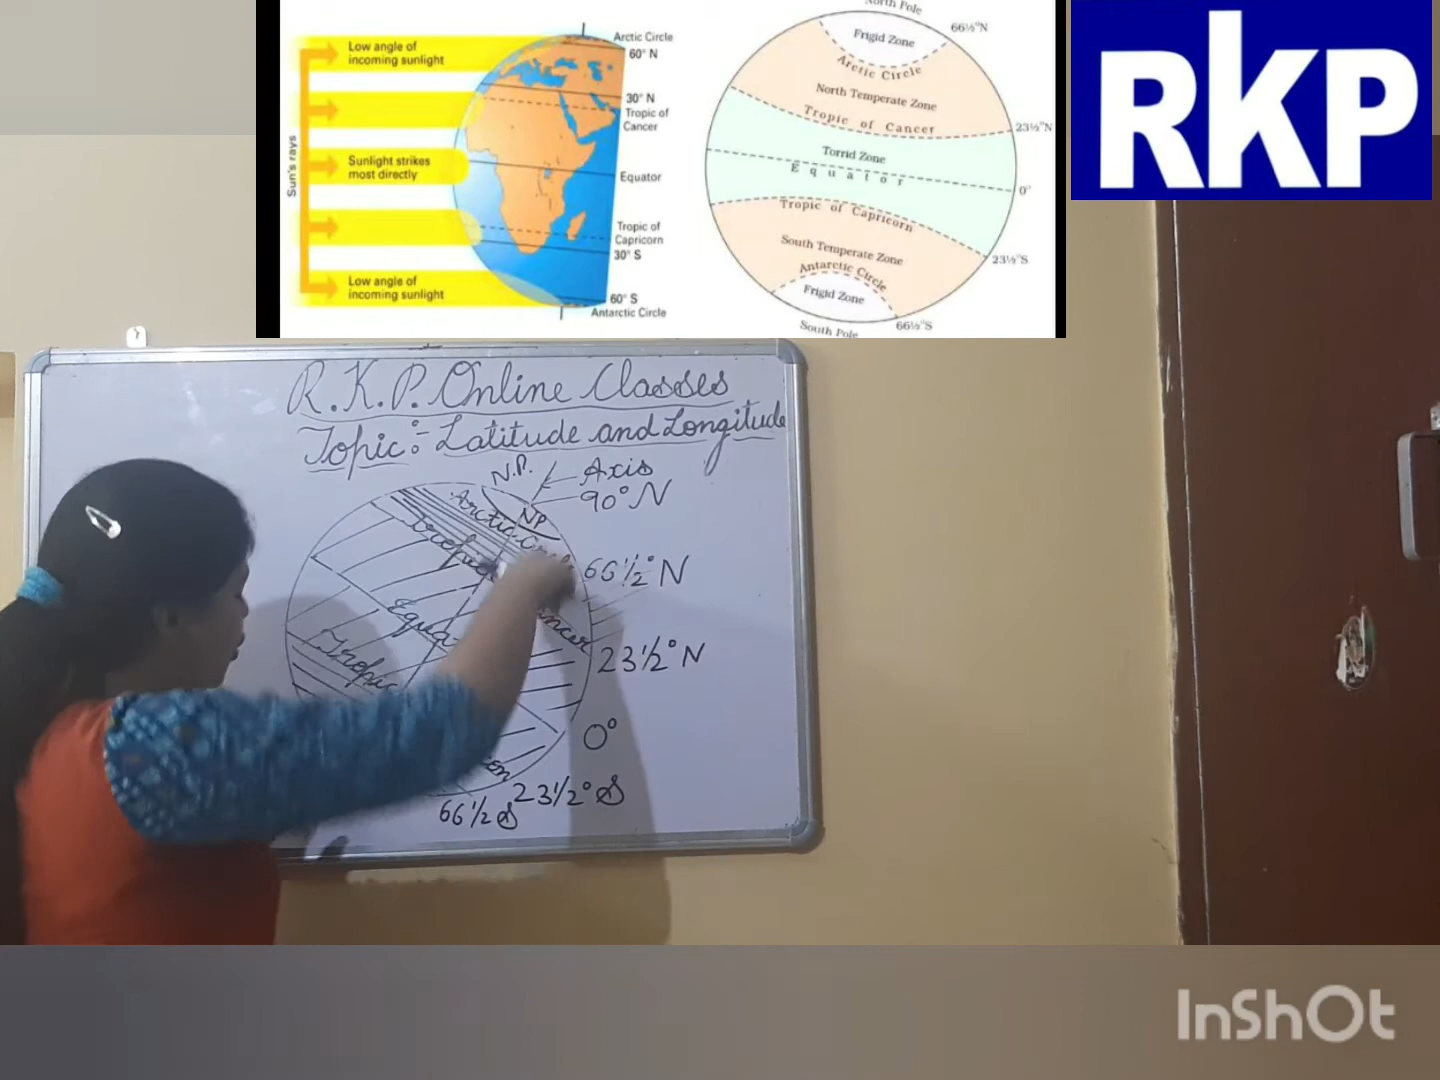 Sun's rays
Low angle of
incoming sunlight
Sunlight strikes
most directly
Low angle of
incoming sunlight
Arctic Circle
60° N
30° N
Tropic of
Cancer
Equator
Tropic of
Capricorn
30° S
60° S
Antarctic Circle
North Pole
66½°N
Frigid Zone
Arctic Circle
North Temperate Zone
Tropic of Cancer
23½°N
Torrid Zone
Equator
0°
Tropic of Capricorn
South Temperate Zone
23½°S
Antarctic Circle
Frigid Zone
66½°S
South Pole
RKP
R.K.P. Online Classes
Topic:- Latitude and Longitude
N.P.
Axis
90° N
NP
Arctic
66½° N
Tropic
23½° N
Tropic
0°
23½° S
66½ S
InShOt